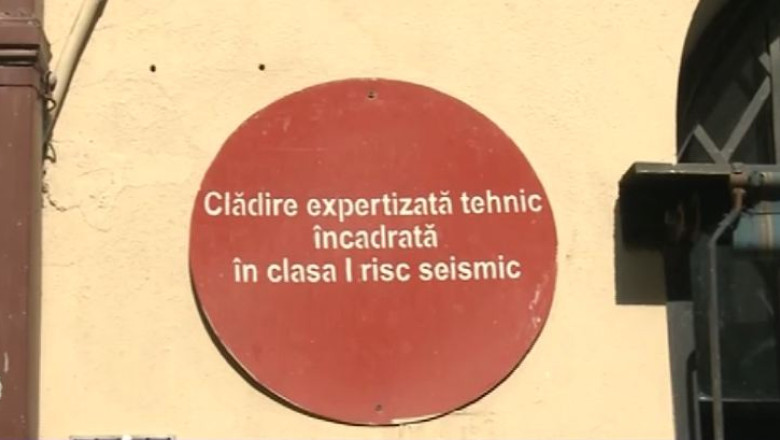 Clădire expertizată tehnic
încadrată
în clasa I risc seismic